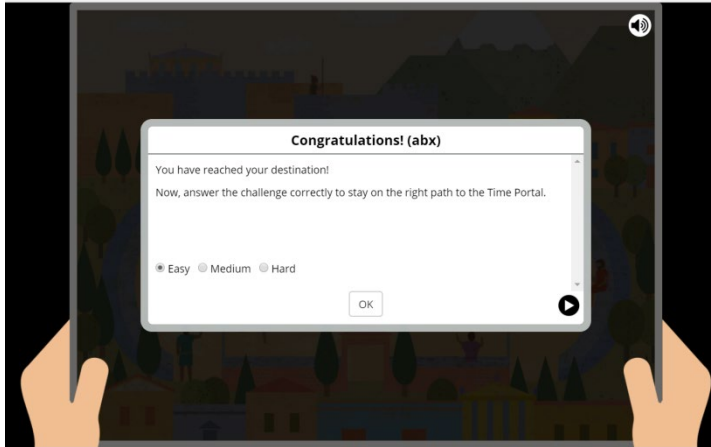 Congratulations! (abx)
You have reached your destination!
Now, answer the challenge correctly to stay on the right path to the Time Portal.
Easy Medium Hard
OK